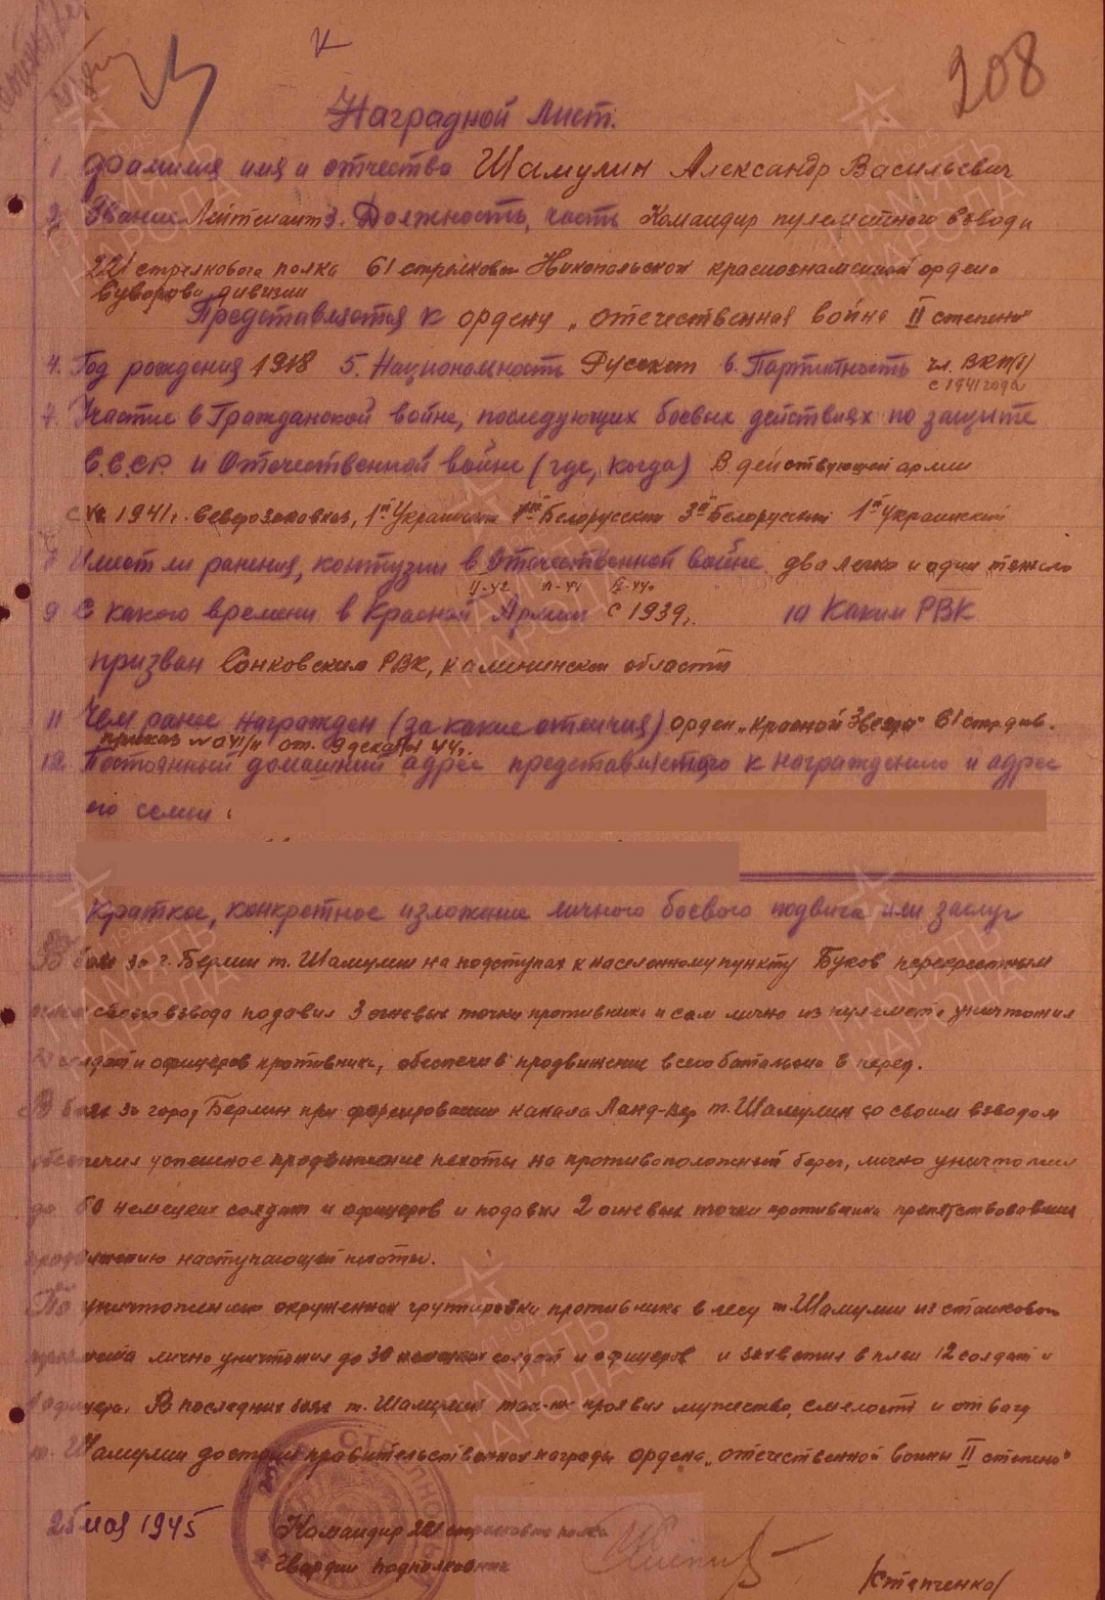 208
Наградной Лист.
1 Фамилия имя и отчество Шамулин Александр Васильевич
2. Звание Лейтенант 3. Должность, часть Командир пулеметного взвода
221 стрелкового полка 61 стрелковой Никопольской краснознаменной ордена
Суворова дивизии
Представляется к ордену „отечественная война II степени"
4. Год рождения 1918 5. Национальность Русский 6. Партийность чл. ВКП(б)
с 1941 года
7. Участие в Гражданской войне, последующих боевых действиях по защите
С.С.С.Р. и Отечественной войне (где, когда) В действующей армии
1941г. Северозападная, 1й Украинский Белорусский 3й Белорусский 1й Украинский
8 Имеет ли ранения, контузии в Отечественной войне два легко и один тяжело
9 С какого времени в Красной Армии с 1939г. 10 Каким РВК
призван Сонковским РВК, калининской области
11 Чем ранее награжден (за какие отличия) орден „красной Звезды" 61 стр. див.
приказ от 9 декабря 44г.
12. Постоянный домашний адрес представляемого к награждению и адрес
его семьи:
Краткое, конкретное изложение личного боевого подвига или заслуг
В боях за г. Берлин т. Шамулин на подступах к населенному пункту Буков перекрестным
огнем своего взвода подавил 3 огневых точки противника и сам лично из пулемета уничтожил
солдат и офицеров противника, обеспечив продвижение всего батальона в перед.
В боях за город Берлин при форсировании канала Ланд-Вер т. Шамулин со своим взводом
обеспечил успешное продвижение пехоты на противоположный берег, лично уничтожил
до 60 немецких солдат и офицеров и подавил 2 огневых точки противника препятствовавших
продвижению наступающей пехоты.
По уничтожению окруженной группировки противника в лесу т. Шамулин из станкового
пулемета лично уничтожил до 30 немецких солдат и офицеров и захватил в плен 12 солдат и
1 офицера. В последних боях т. Шамулин так-же проявил мужество, смелость и отвагу
т. Шамулин достоин правительственной награды ордена „отечественной войны II степени"
25 мая 1945 Командир 221 стрелкового полка
Гвардии подполковник /Степченко/